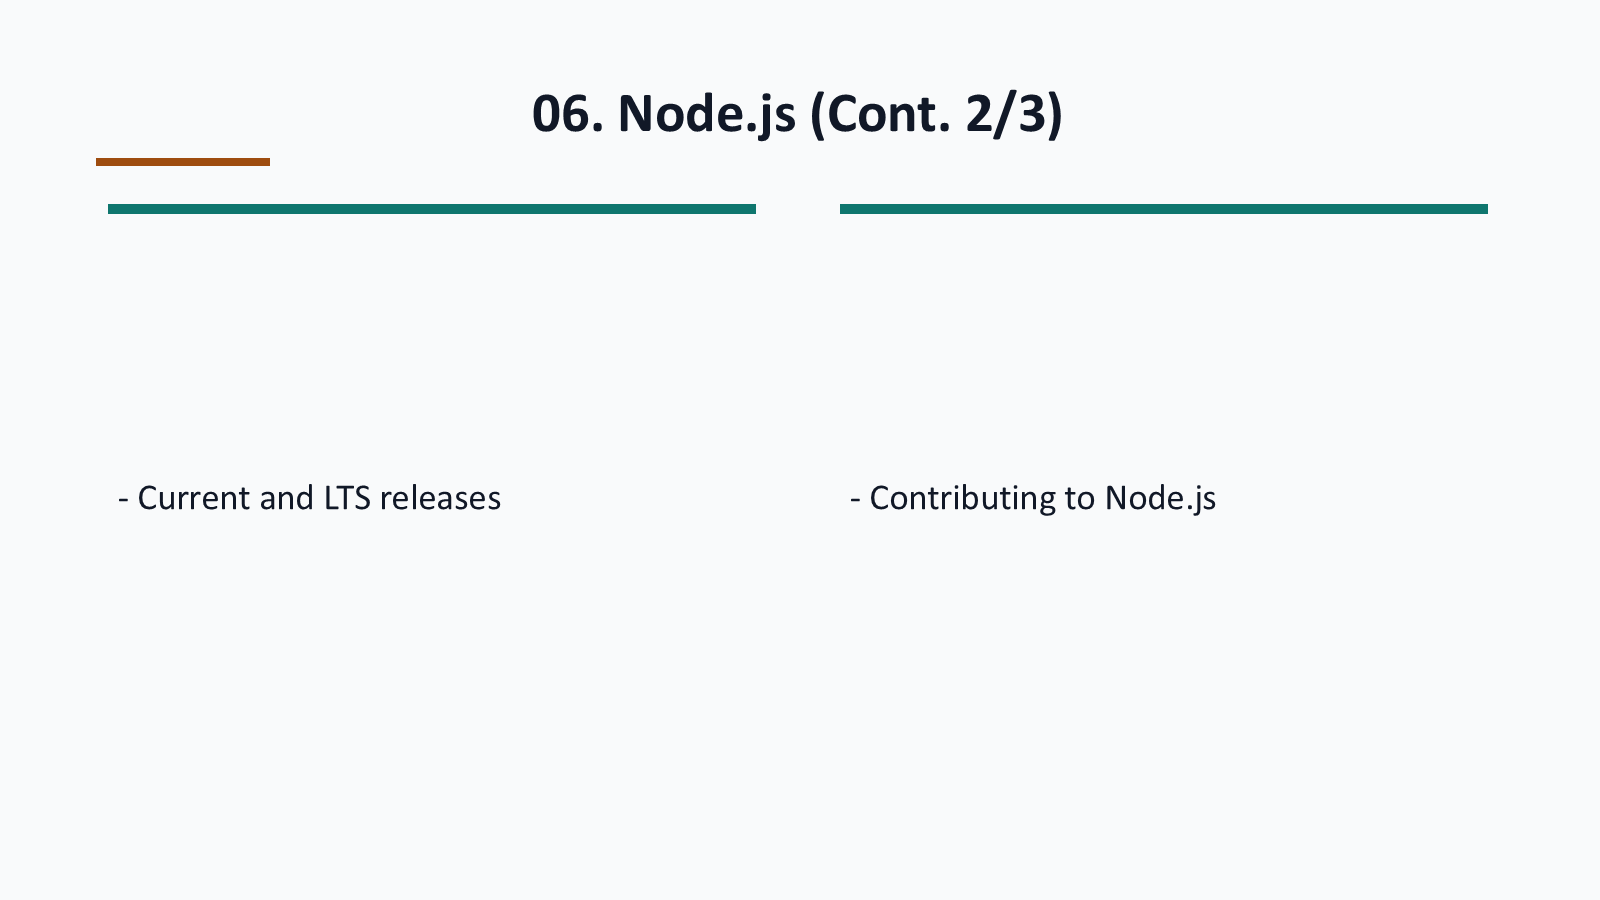 06. Node.js (Cont. 2/3)
- Current and LTS releases
- Contributing to Node.js